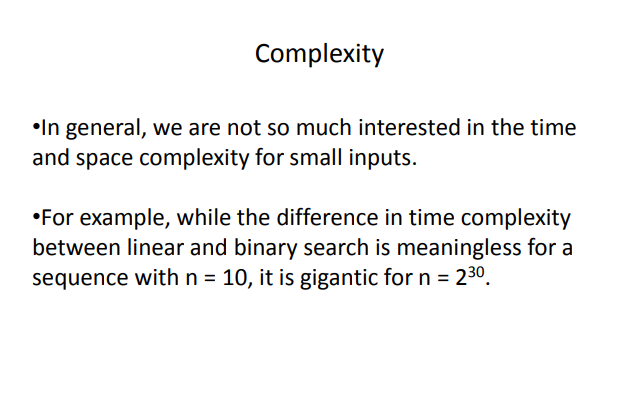 Complexity
•In general, we are not so much interested in the time
and space complexity for small inputs.
•For example, while the difference in time complexity
between linear and binary search is meaningless for a
sequence with n = 10, it is gigantic for n = 2³⁰.